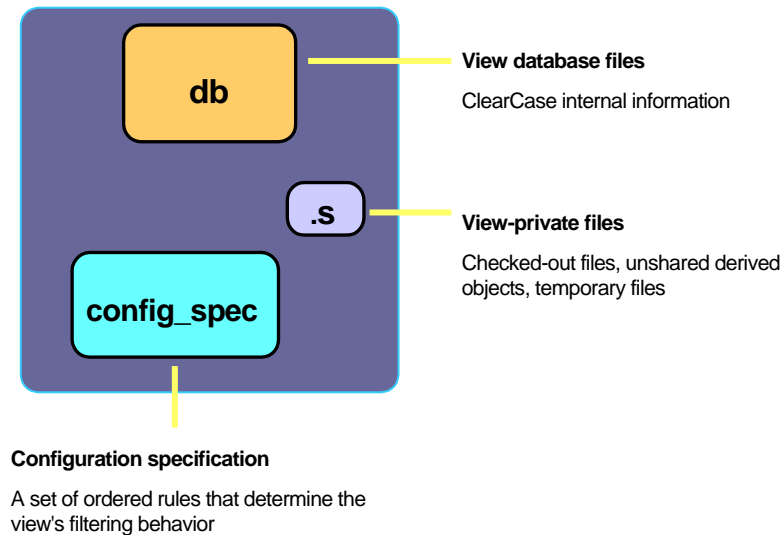 db
View database files
ClearCase internal information
.s
View-private files
Checked-out files, unshared derived
objects, temporary files
config_spec
Configuration specification
A set of ordered rules that determine the
view's filtering behavior